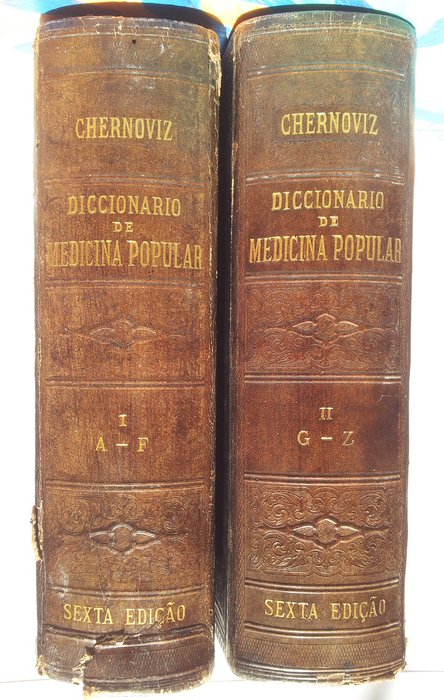 CHERNOVIZ
DICCIONARIO
DE
MEDICINA POPULAR
I
A – F
SEXTA EDIÇÃO
CHERNOVIZ
DICCIONARIO
DE
MEDICINA POPULAR
II
G – Z
SEXTA EDIÇÃO